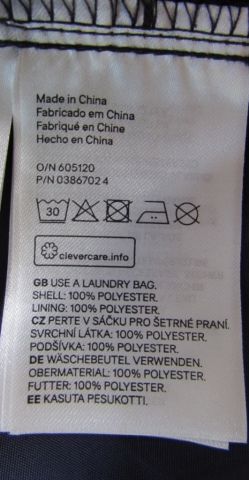 Made in China
Fabricado em China
Fabriqué en Chine
Hecho en China
O/N 605120
P/N 0386702 4
30
clevercare.info
GB USE A LAUNDRY BAG.
SHELL: 100% POLYESTER.
LINING: 100% POLYESTER.
CZ PERTE V SÁČKU PRO ŠETRNÉ PRANÍ.
SVRCHNÍ LÁTKA: 100% POLYESTER.
PODŠÍVKA: 100% POLYESTER.
DE WÄSCHEBEUTEL VERWENDEN.
OBERMATERIAL: 100% POLYESTER.
FUTTER: 100% POLYESTER.
EE KASUTA PESUKOTTI.